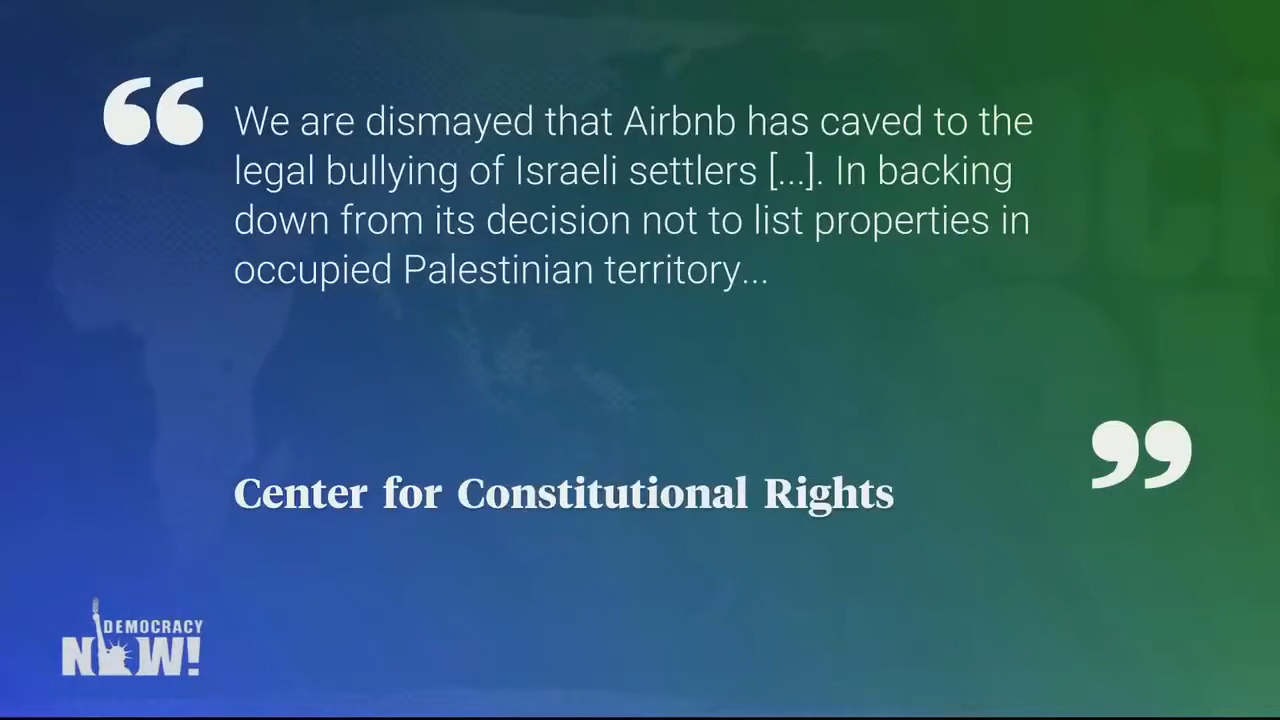 “We are dismayed that Airbnb has caved to the
legal bullying of Israeli settlers [...]. In backing
down from its decision not to list properties in
occupied Palestinian territory...
”
Center for Constitutional Rights
DEMOCRACY
NOW!